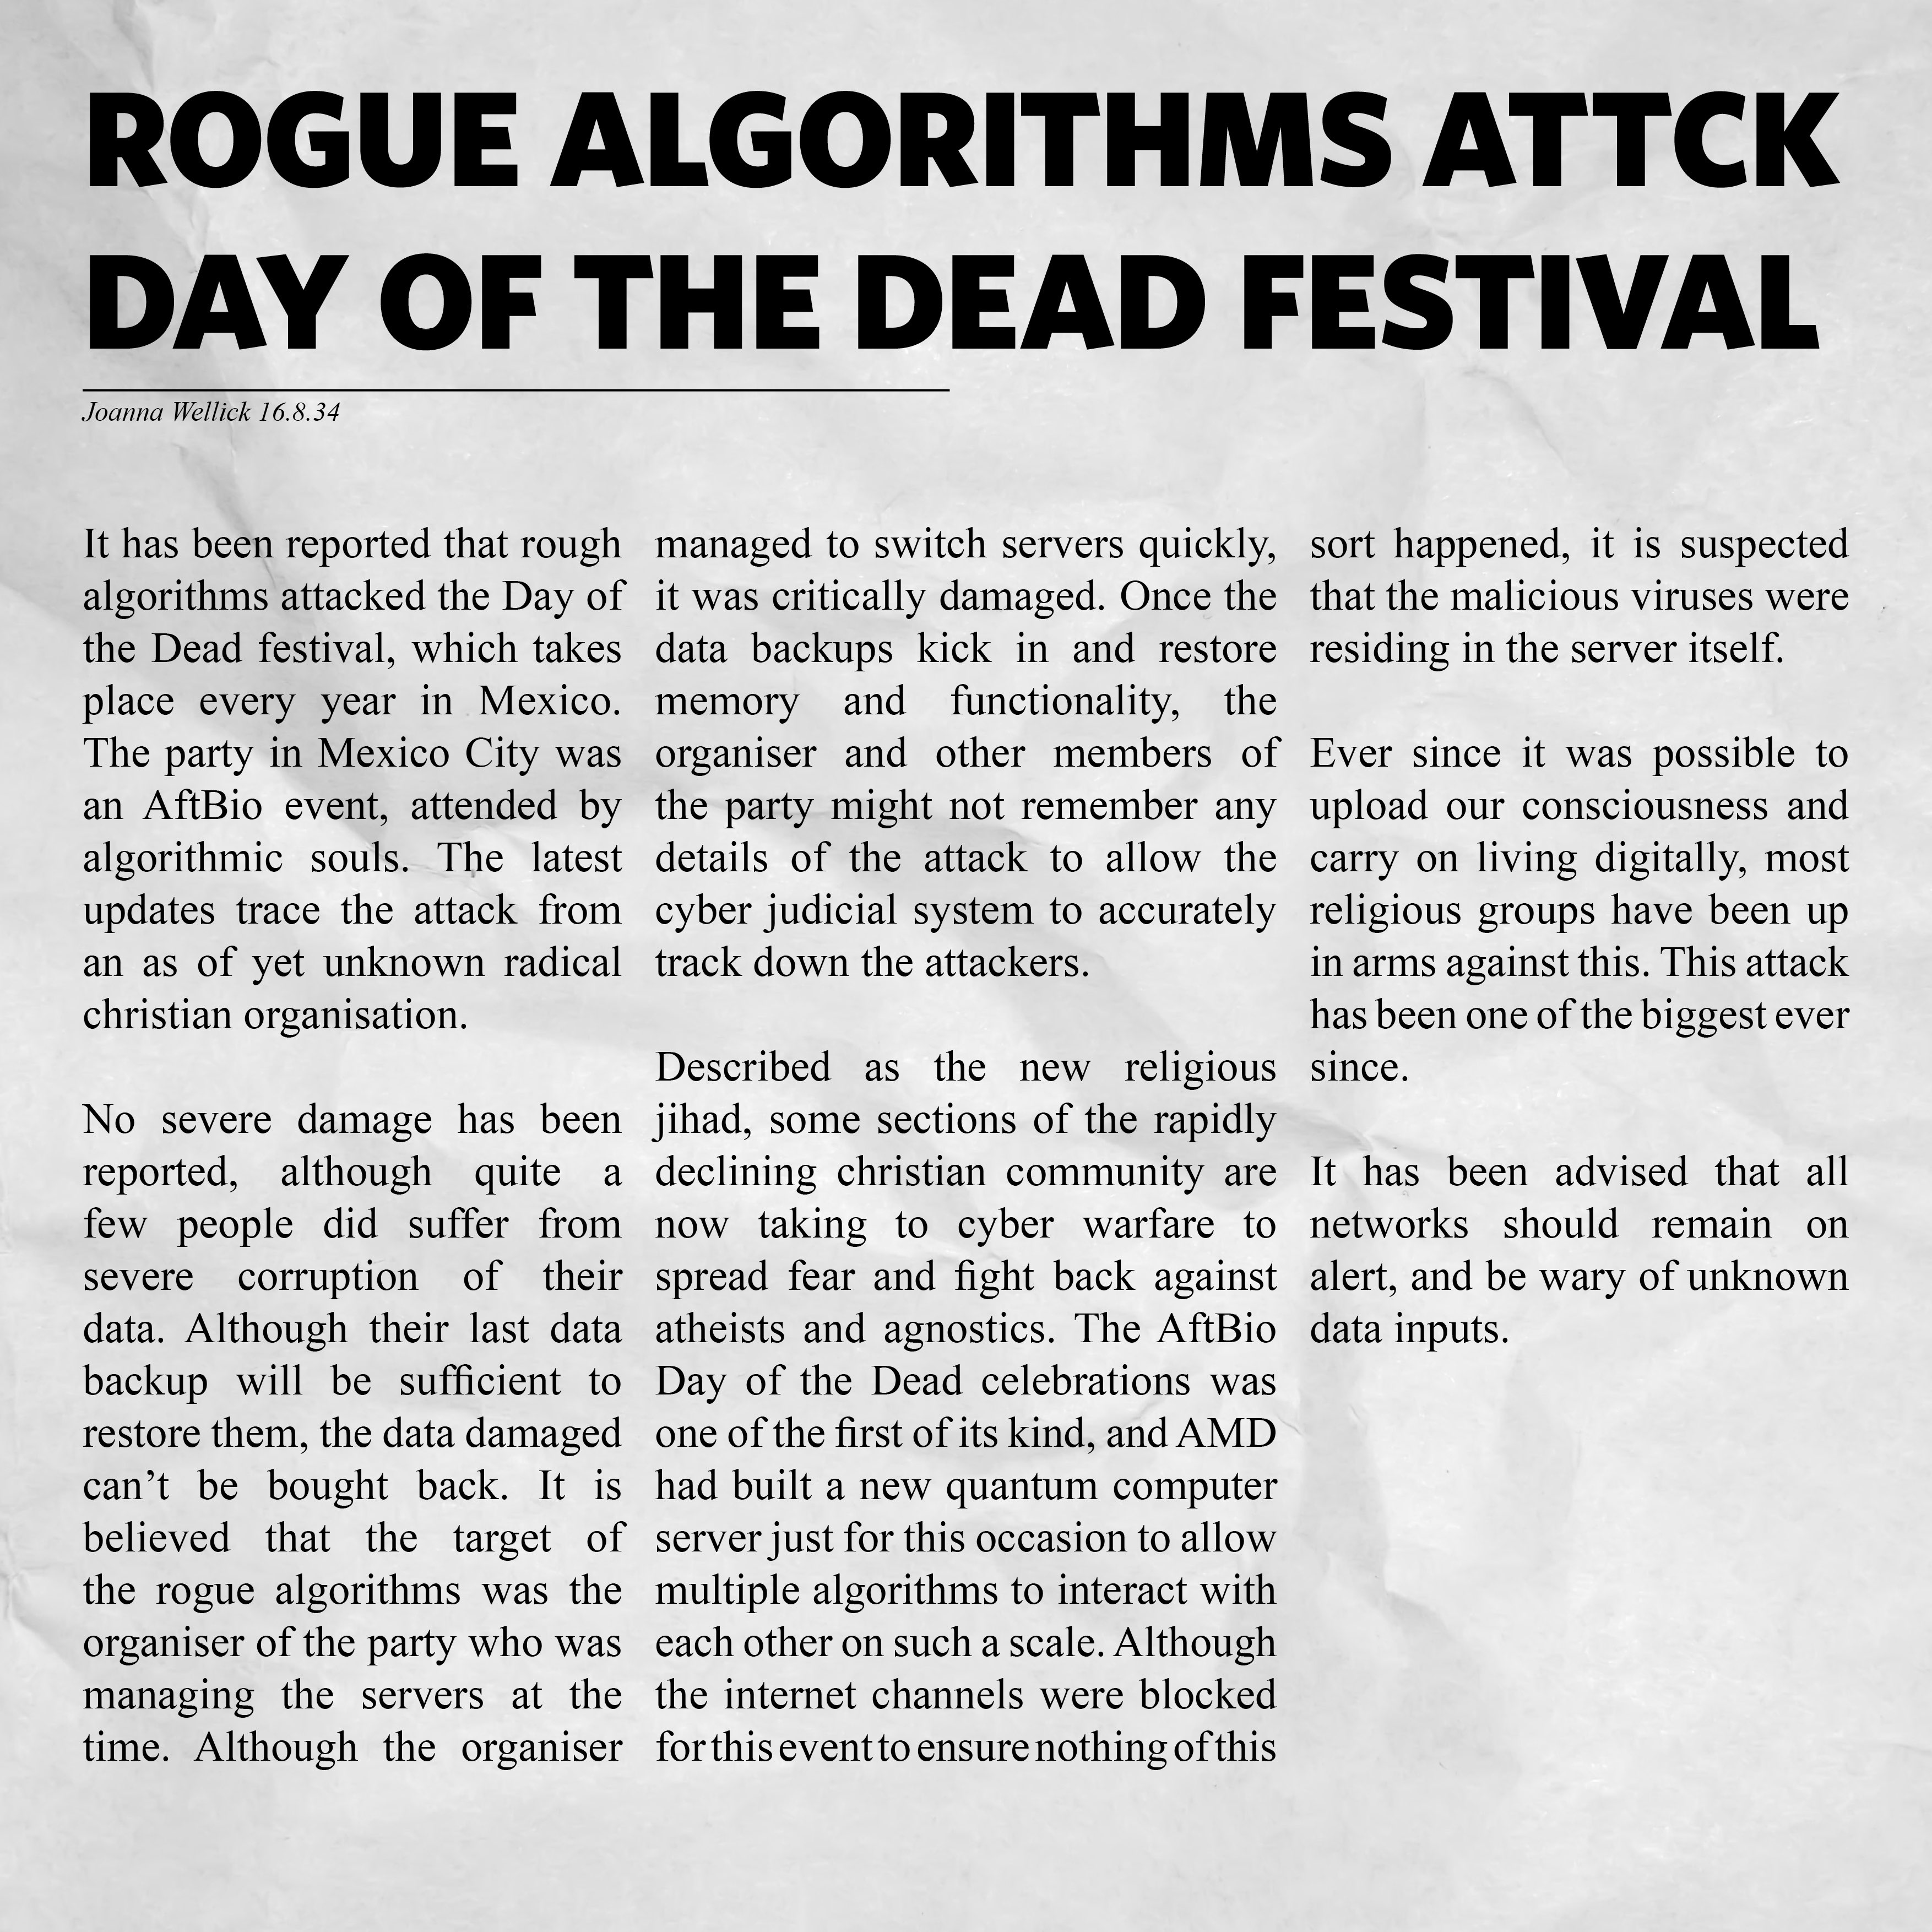 ROGUE ALGORITHMS ATTCK
DAY OF THE DEAD FESTIVAL
Joanna Wellick 16.8.34
It has been reported that rough
algorithms attacked the Day of
the Dead festival, which takes
place every year in Mexico.
The party in Mexico City was
an AftBio event, attended by
algorithmic souls. The latest
updates trace the attack from
an as of yet unknown radical
christian organisation.
No severe damage has been
reported, although quite a
few people did suffer from
severe corruption of their
data. Although their last data
backup will be sufficient to
restore them, the data damaged
can’t be bought back. It is
believed that the target of
the rogue algorithms was the
organiser of the party who was
managing the servers at the
time. Although the organiser
managed to switch servers quickly,
it was critically damaged. Once the
data backups kick in and restore
memory and functionality, the
organiser and other members of
the party might not remember any
details of the attack to allow the
cyber judicial system to accurately
track down the attackers.
Described as the new religious
jihad, some sections of the rapidly
declining christian community are
now taking to cyber warfare to
spread fear and fight back against
atheists and agnostics. The AftBio
Day of the Dead celebrations was
one of the first of its kind, and AMD
had built a new quantum computer
server just for this occasion to allow
multiple algorithms to interact with
each other on such a scale. Although
the internet channels were blocked
for this event to ensure nothing of this
sort happened, it is suspected
that the malicious viruses were
residing in the server itself.
Ever since it was possible to
upload our consciousness and
carry on living digitally, most
religious groups have been up
in arms against this. This attack
has been one of the biggest ever
since.
It has been advised that all
networks should remain on
alert, and be wary of unknown
data inputs.